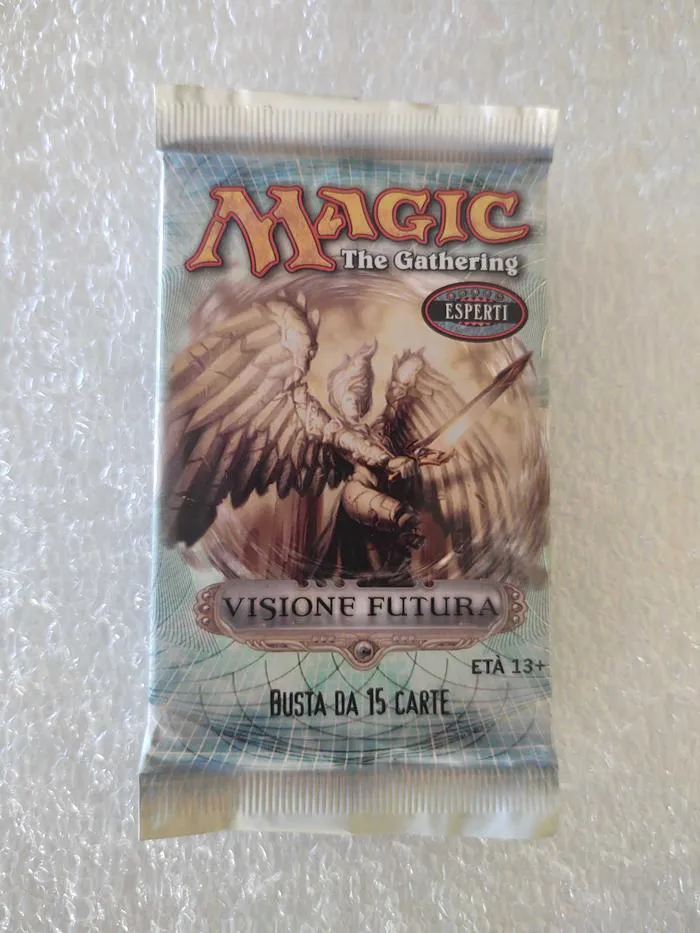 MAGIC
The Gathering
ESPERTI
VISIONE FUTURA
ETÀ 13+
BUSTA DA 15 CARTE